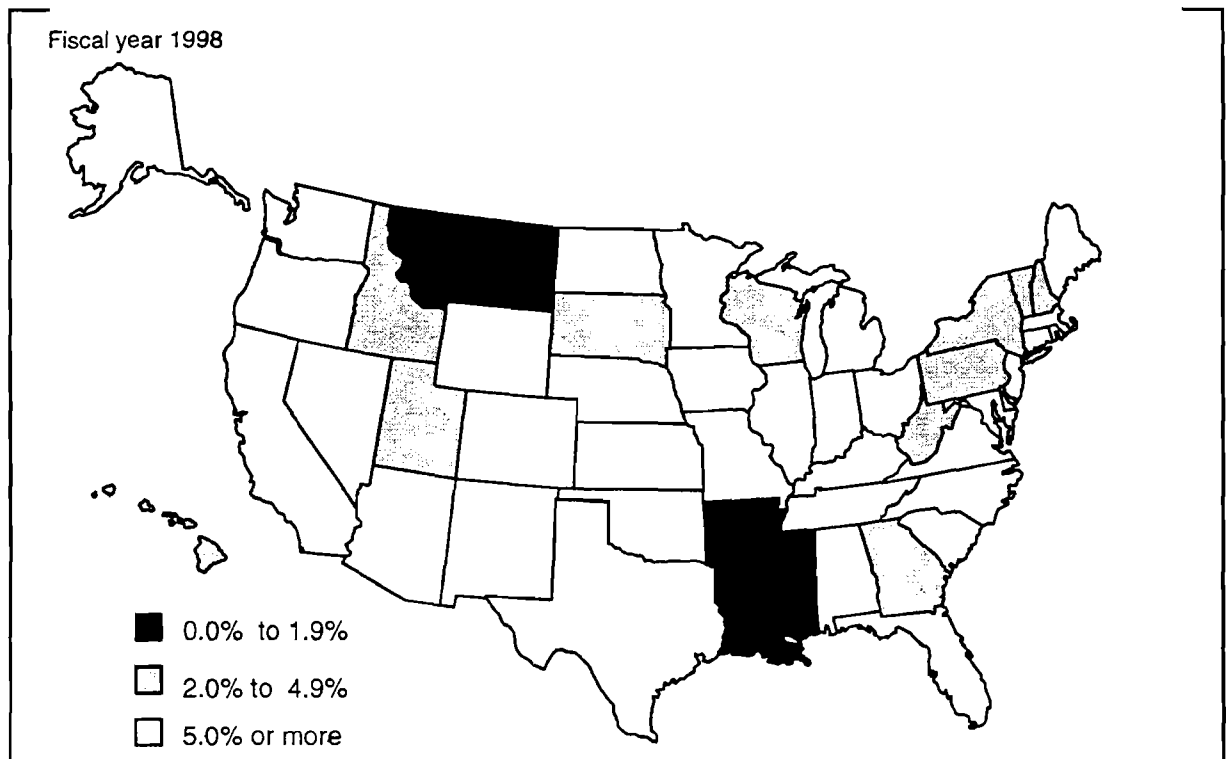 Fiscal year 1998
0.0% to 1.9%
2.0% to 4.9%
5.0% or more